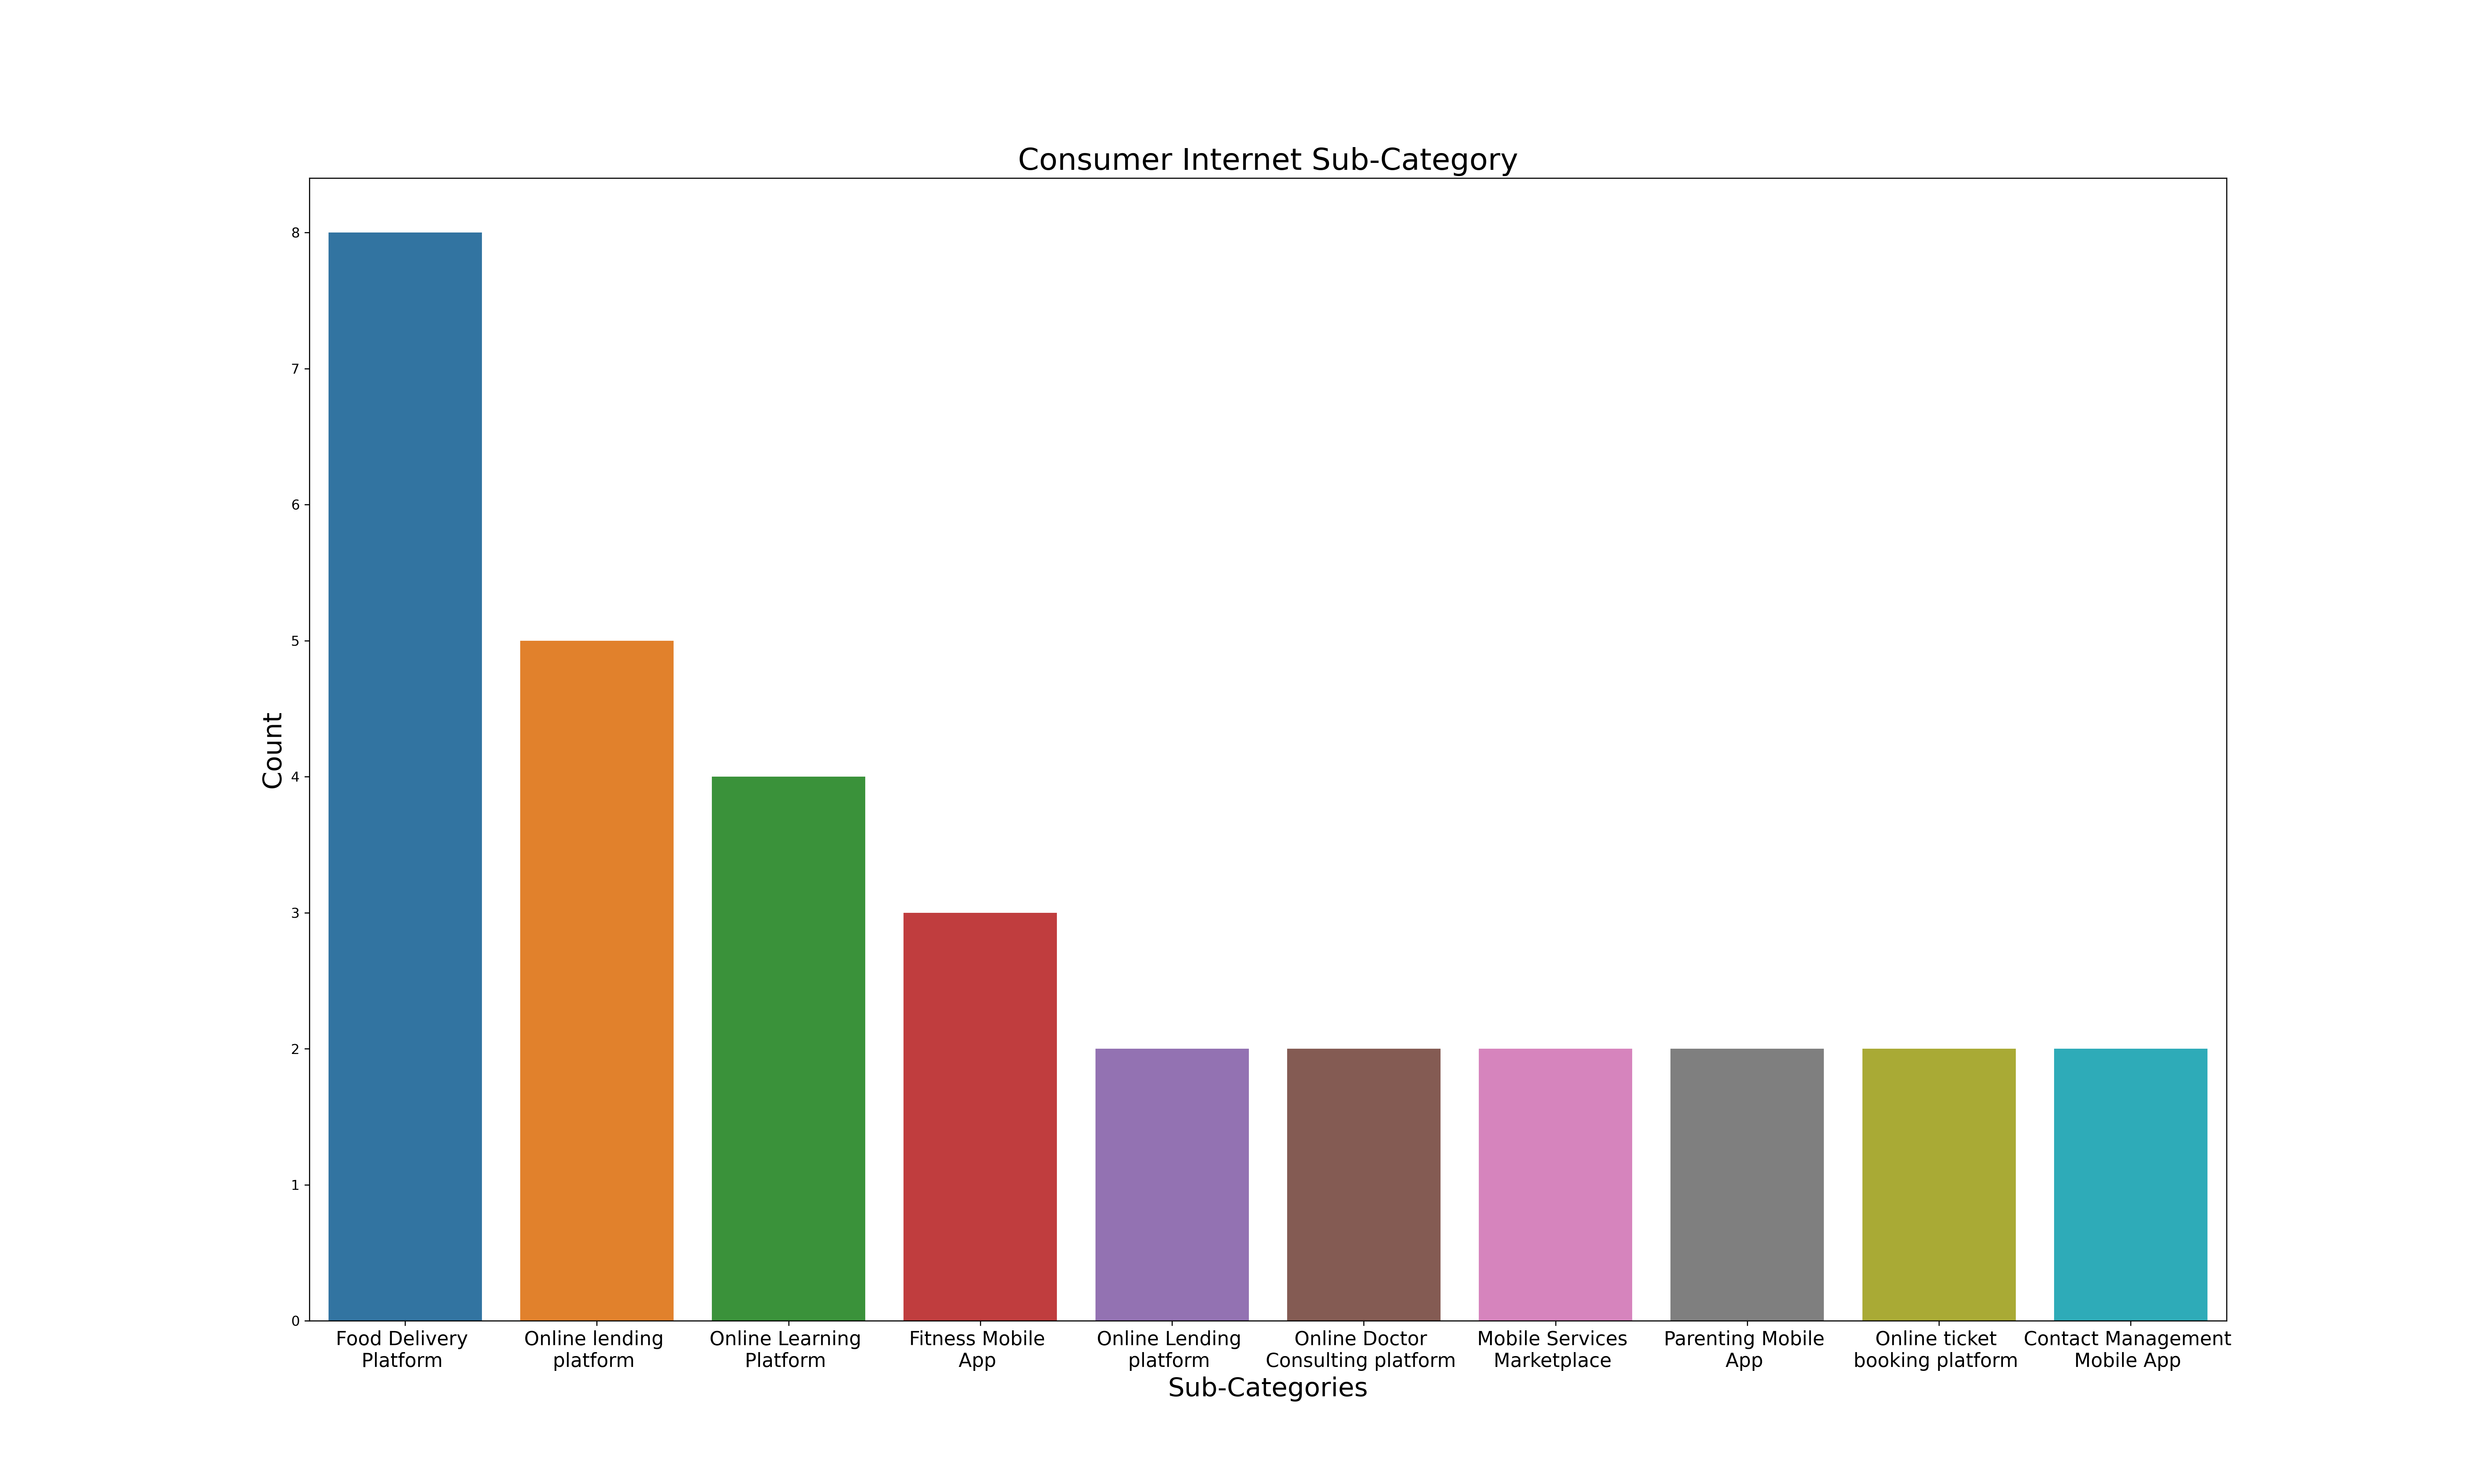 Consumer Internet Sub-Category
8
7
6
5
4
3
2
1
0
Count
Food Delivery
Platform
Online lending
platform
Online Learning
Platform
Fitness Mobile
App
Online Lending
platform
Online Doctor
Consulting platform
Mobile Services
Marketplace
Parenting Mobile
App
Online ticket
booking platform
Contact Management
Mobile App
Sub-Categories